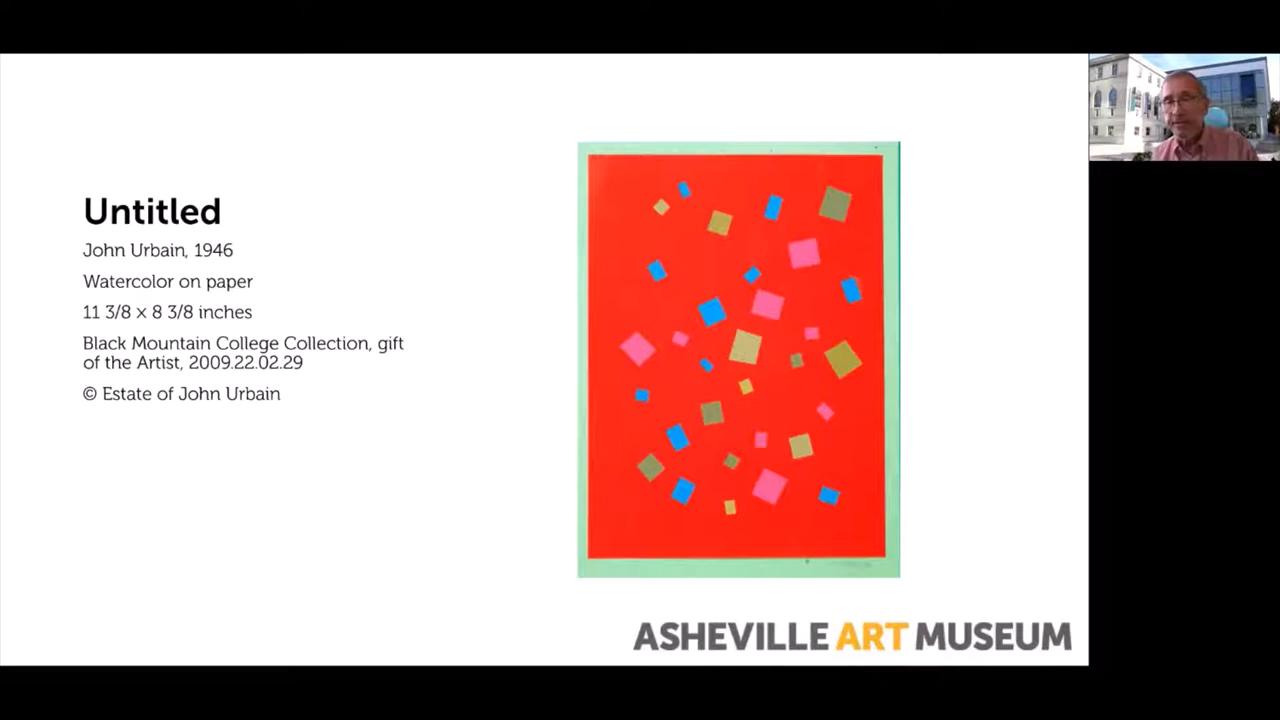 Untitled
John Urbain, 1946
Watercolor on paper
11 3/8 × 8 3/8 inches
Black Mountain College Collection, gift
of the Artist, 2009.22.02.29
© Estate of John Urbain
ASHEVILLE ART MUSEUM